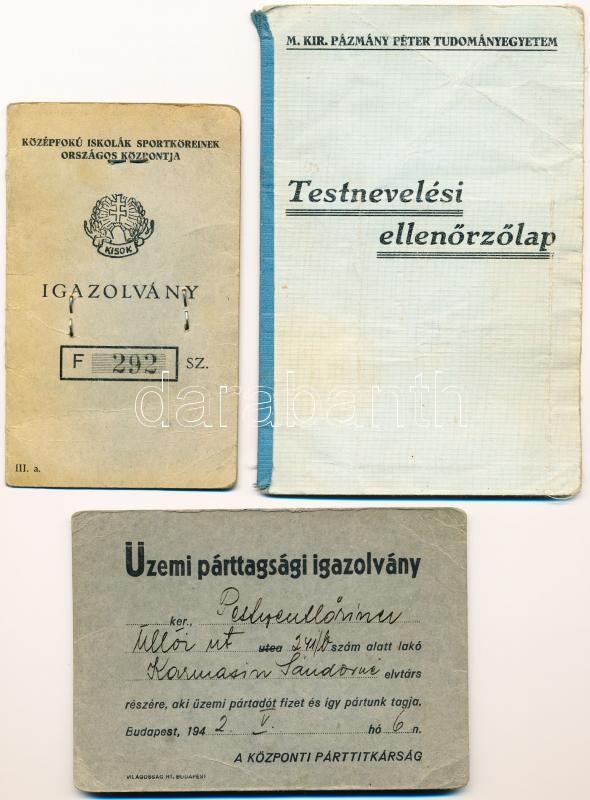 KÖZÉPFOKÚ ISKOLÁK SPORTKÖREINEK
ORSZÁGOS KÖZPONTJA
KISOK
IGAZOLVÁNY
F 292 SZ.
III. a.
M. KIR. PÁZMÁNY PÉTER TUDOMÁNYEGYETEM
Testnevelési
ellenőrzőlap
darabanth
Üzemi párttagsági igazolvány
ker., Pestszentlőrinc
Üllői út utca 241/b szám alatt lakó
Karmasin Sándorné elvtárs
részére, aki üzemi pártadót fizet és így pártunk tagja.
Budapest, 194 2. V. hó 6 n.
A KÖZPONTI PÁRTTITKÁRSÁG
VILÁGOSSÁG RT. BUDAPEST